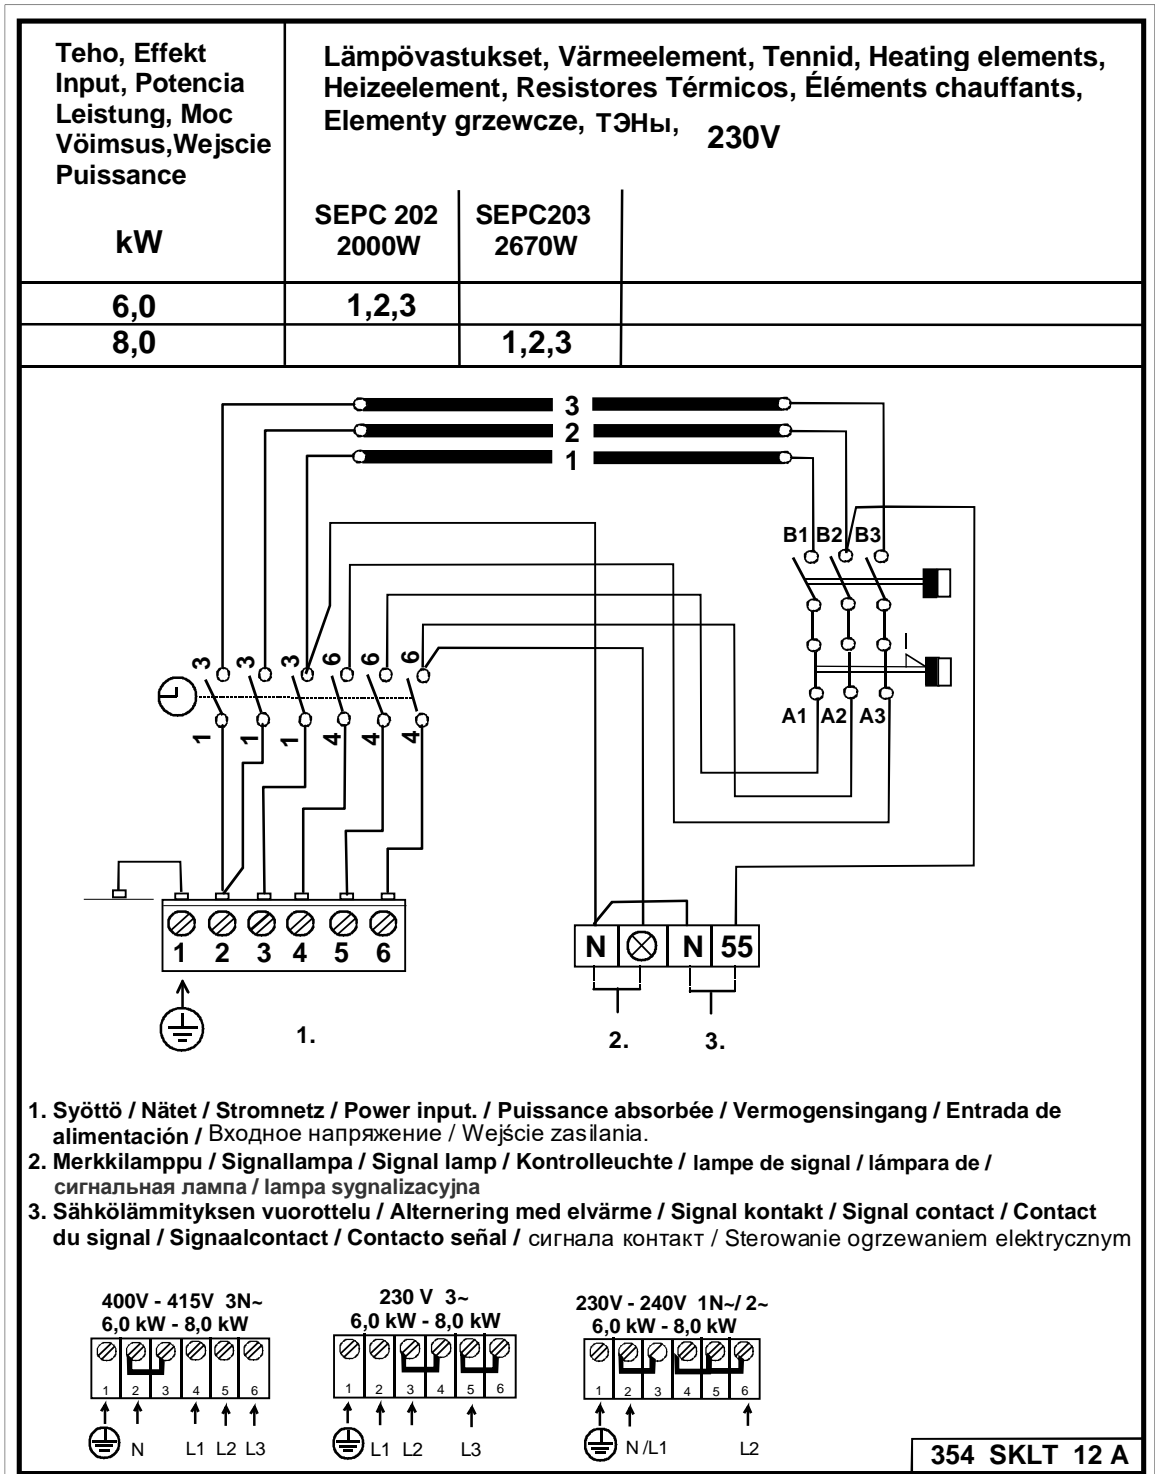 Teho, Effekt
Input, Potencia
Leistung, Moc
Vöimsus,Wejscie
Puissance
kW
Lämpövastukset, Värmeelement, Tennid, Heating elements,
Heizeelement, Resistores Térmicos, Éléments chauffants,
Elementy grzewcze, ТЭНы, 230V
SEPC 202
2000W
SEPC203
2670W
6,0 1,2,3
8,0 1,2,3
3
2
1
B1 B2 B3
3 3 3 6 6 6
1 1 1 4 4 4
A1 A2 A3
1 2 3 4 5 6
N N 55
1. 2. 3.
1. Syöttö / Nätet / Stromnetz / Power input. / Puissance absorbée / Vermogensingang / Entrada de
alimentación / Входное напряжение / Wejście zasilania.
2. Merkkilamppu / Signallampa / Signal lamp / Kontrolleuchte / lampe de signal / lámpara de /
сигнальная лампа / lampa sygnalizacyjna
3. Sähkölämmityksen vuorottelu / Alternering med elvärme / Signal kontakt / Signal contact / Contact
du signal / Signaalcontact / Contacto señal / сигнала контакт / Sterowanie ogrzewaniem elektrycznym
400V - 415V 3N~
6,0 kW - 8,0 kW
1 2 3 4 5 6
N L1 L2 L3
230 V 3~
6,0 kW - 8,0 kW
1 2 3 4 5 6
L1 L2 L3
230V - 240V 1N~/ 2~
6,0 kW - 8,0 kW
1 2 3 4 5 6
N /L1 L2
354 SKLT 12 A